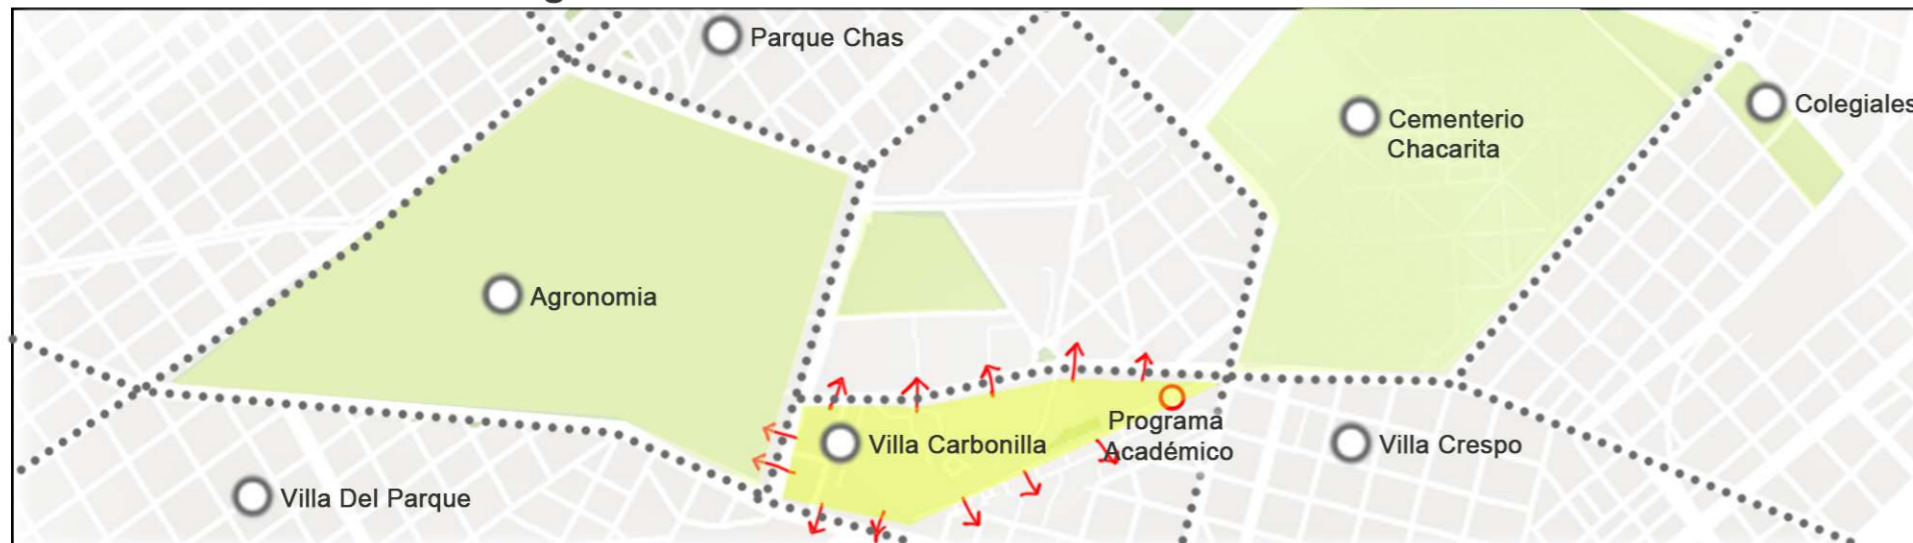 Parque Chas
Colegiales
Cementerio
Chacarita
Agronomia
Programa
Académico
Villa Carbonilla
Villa Crespo
Villa Del Parque